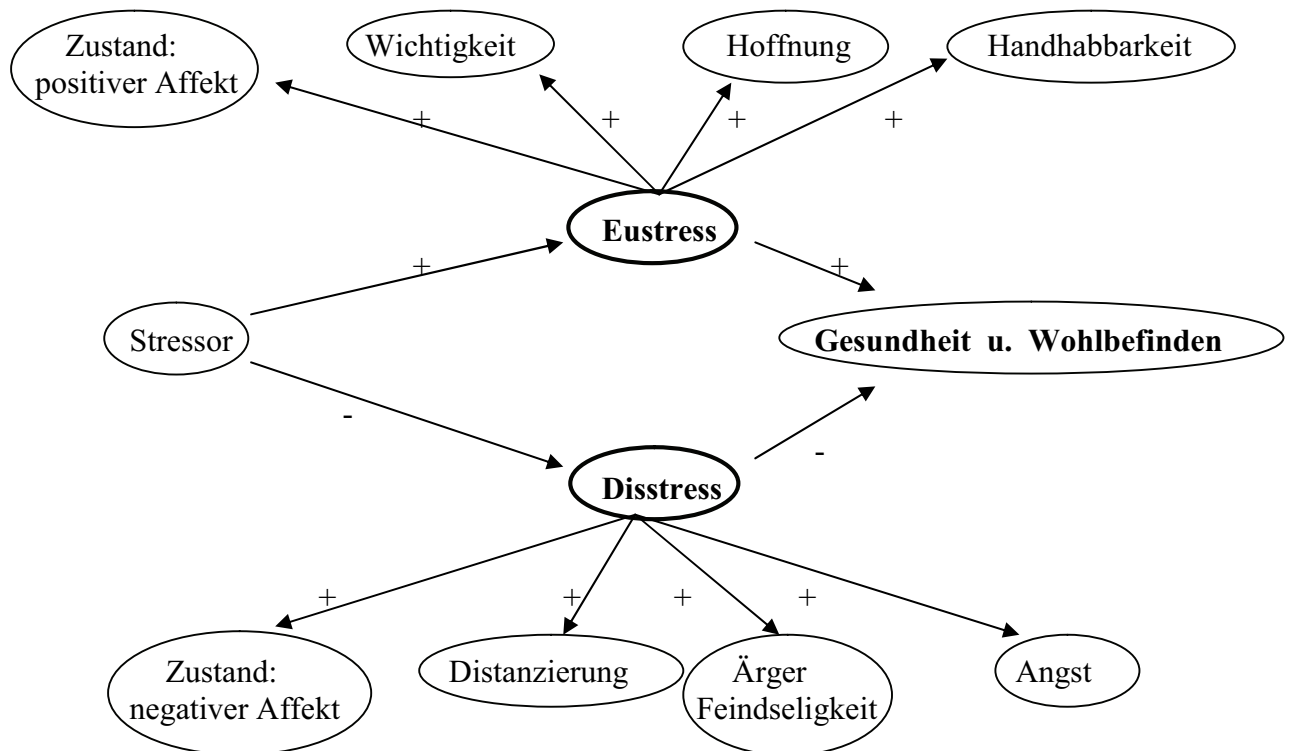 Zustand:
positiver Affekt
Wichtigkeit
Hoffnung
Handhabbarkeit
+ + + +
Eustress
+ +
Stressor
Gesundheit u. Wohlbefinden
-
-
Disstress
+ + + +
Zustand:
negativer Affekt
Distanzierung
Ärger
Feindseligkeit
Angst